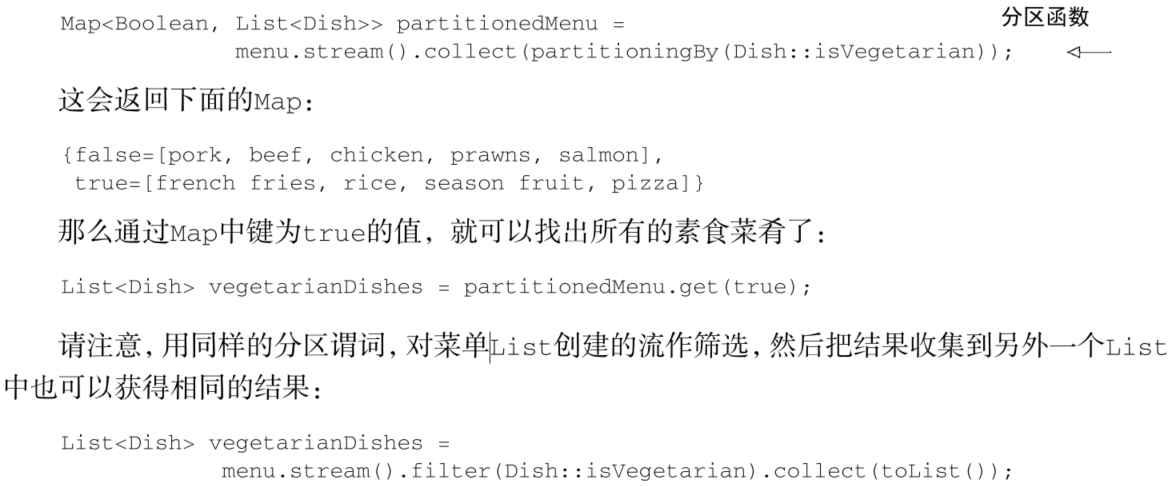 分区函数
Map<Boolean, List<Dish>> partitionedMenu =
menu.stream().collect(partitioningBy(Dish::isVegetarian));
这会返回下面的Map：
{false=[pork, beef, chicken, prawns, salmon],
true=[french fries, rice, season fruit, pizza]}
那么通过Map中键为true的值，就可以找出所有的素食菜肴了：
List<Dish> vegetarianDishes = partitionedMenu.get(true);
请注意，用同样的分区谓词，对菜单List创建的流作筛选，然后把结果收集到另外一个List
中也可以获得相同的结果：
List<Dish> vegetarianDishes =
menu.stream().filter(Dish::isVegetarian).collect(toList());